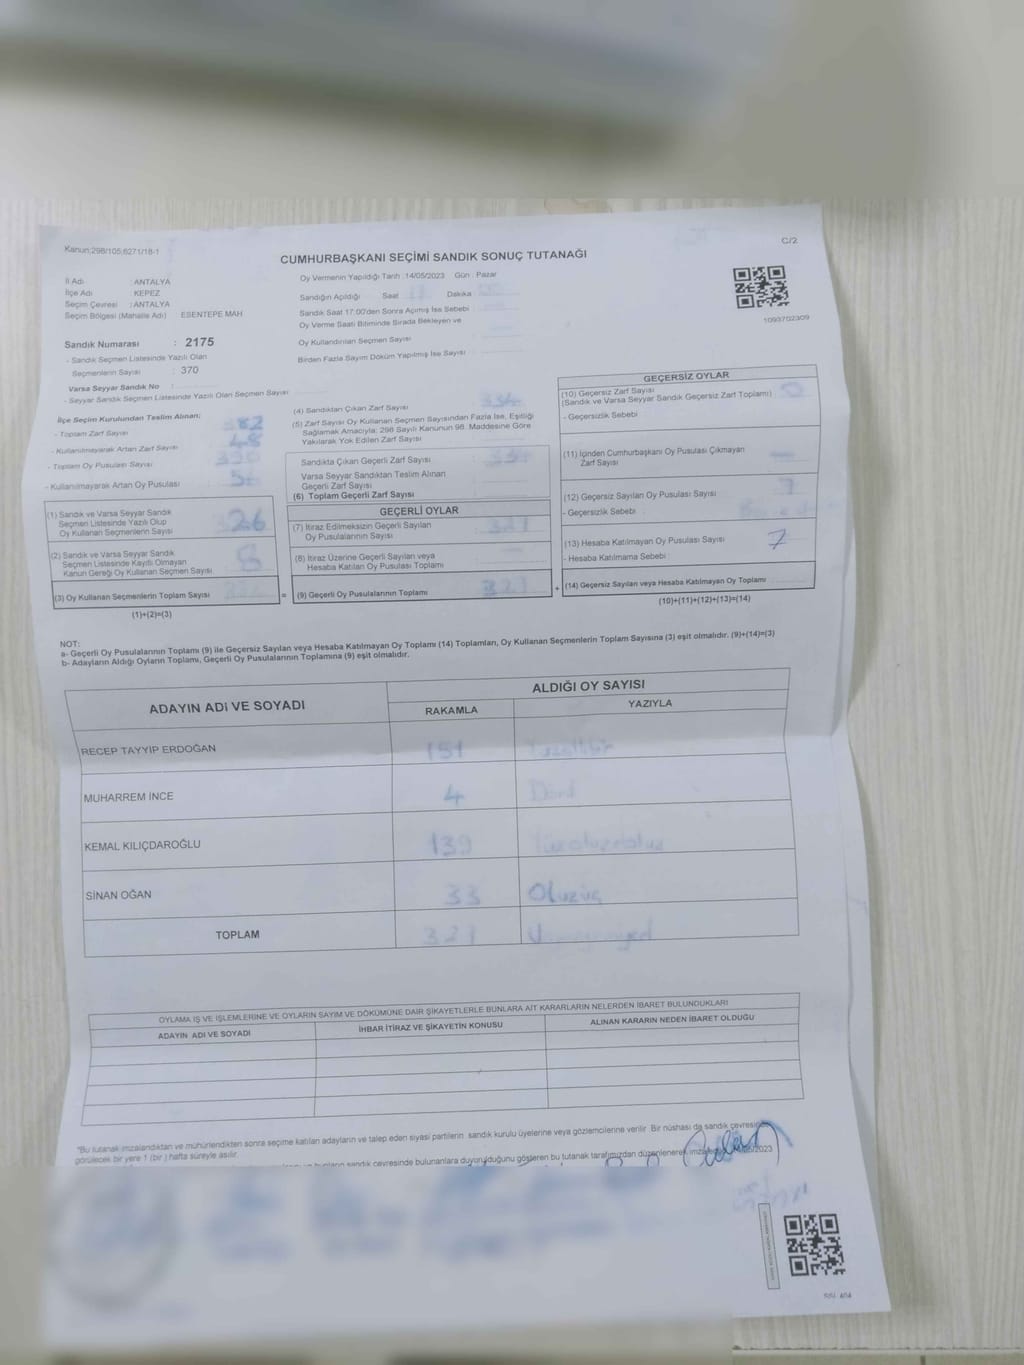 Kanun:298/105;6271/18-1
C/2
CUMHURBAŞKANI SEÇİMİ SANDIK SONUÇ TUTANAĞI
İl Adı : ANTALYA
İlçe Adı : KEPEZ
Seçim Çevresi : ANTALYA
Seçim Bölgesi (Mahalle Adı) ESENTEPE MAH
Sandık Numarası : 2175
- Sandık Seçmen Listesinde Yazılı Olan
Seçmenlerin Sayısı : 370
Varsa Seyyar Sandık No :
- Seyyar Sandık Seçmen Listesinde Yazılı Olan Seçmen Sayısı
Oy Vermenin Yapıldığı Tarih :14/05/2023 Gün : Pazar
Sandığın Açıldığı Saat Dakika
Sandık Saat 17:00'den Sonra Açılmış İse Sebebi :
Oy Verme Saati Bitiminde Sırada Bekleyen ve
Oy Kullandırılan Seçmen Sayısı
Birden Fazla Sayım Döküm Yapılmış İse Sayısı
1093702309
İlçe Seçim Kurulundan Teslim Alınan:
- Toplam Zarf Sayısı 382
- Kullanılmayarak Artan Zarf Sayısı 48
- Toplam Oy Pusulası Sayısı
- Kullanılmayarak Artan Oy Pusulası
(1) Sandık ve Varsa Seyyar Sandık
Seçmen Listesinde Yazılı Olup
Oy Kullanan Seçmenlerin Sayısı 326
(2) Sandık ve Varsa Seyyar Sandık
Seçmen Listesinde Kayıtlı Olmayan
Kanun Gereği Oy Kullanan Seçmen Sayısı 8
(3) Oy Kullanan Seçmenlerin Toplam Sayısı
(1)+(2)=(3)
=
(4) Sandıktan Çıkan Zarf Sayısı 334
(5) Zarf Sayısı Oy Kullanan Seçmen Sayısından Fazla İse, Eşitliği
Sağlamak Amacıyla; 298 Sayılı Kanunun 98. Maddesine Göre
Yakılarak Yok Edilen Zarf Sayısı
Sandıkta Çıkan Geçerli Zarf Sayısı 334
Varsa Seyyar Sandıktan Teslim Alınan
Geçerli Zarf Sayısı
(6) Toplam Geçerli Zarf Sayısı
GEÇERLİ OYLAR
(7) İtiraz Edilmeksizin Geçerli Sayılan
Oy Pusulalarının Sayısı 327
(8) İtiraz Üzerine Geçerli Sayılan veya
Hesaba Katılan Oy Pusulası Toplamı
(9) Geçerli Oy Pusulalarının Toplamı 327
+
GEÇERSİZ OYLAR
(10) Geçersiz Zarf Sayısı
(Sandık ve Varsa Seyyar Sandık Geçersiz Zarf Toplamı) 0
- Geçersizlik Sebebi
(11) İçinden Cumhurbaşkanı Oy Pusulası Çıkmayan
Zarf Sayısı
(12) Geçersiz Sayılan Oy Pusulası Sayısı 7
- Geçersizlik Sebebi :
(13) Hesaba Katılmayan Oy Pusulası Sayısı 7
- Hesaba Katılmama Sebebi :
(14) Geçersiz Sayılan veya Hesaba Katılmayan Oy Toplamı
(10)+(11)+(12)+(13)=(14)
NOT:
a- Geçerli Oy Pusulalarının Toplamı (9) ile Geçersiz Sayılan veya Hesaba Katılmayan Oy Toplamı (14) Toplamları, Oy Kullanan Seçmenlerin Toplam Sayısına (3) eşit olmalıdır. (9)+(14)=(3)
b- Adayların Aldığı Oyların Toplamı, Geçerli Oy Pusulalarının Toplamına (9) eşit olmalıdır.
ADAYIN ADI VE SOYADI
ALDIĞI OY SAYISI
RAKAMLA YAZIYLA
RECEP TAYYİP ERDOĞAN 151 Yüzellibir
MUHARREM İNCE 4 Dört
KEMAL KILIÇDAROĞLU 139 Yüzotuzdokuz
SİNAN OĞAN 33 Otuzüç
TOPLAM 327 Üçyüzyirmiyedi
OYLAMA İŞ VE İŞLEMLERİNE VE OYLARIN SAYIM VE DÖKÜMÜNE DAİR ŞİKAYETLERLE BUNLARA AİT KARARLARIN NELERDEN İBARET BULUNDUKLARI
ADAYIN ADI VE SOYADI İHBAR İTİRAZ VE ŞİKAYETİN KONUSU ALINAN KARARIN NEDEN İBARET OLDUĞU
*Bu tutanak imzalandıktan ve mühürlendikten sonra seçime katılan adayların ve talep eden siyasi partilerin sandık kurulu üyelerine veya gözlemcilerine verilir. Bir nüshası da sandık çevresinde
görülecek bir yere 1 (bir) hafta süreyle asılır.
sandık çevresinde bulunanlara duyurulduğunu gösteren bu tutanak tarafımızdan düzenlenerek